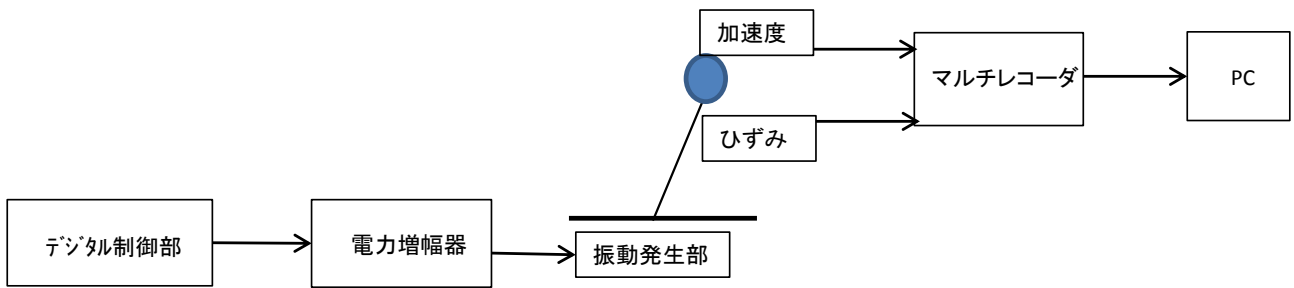 加速度
マルチレコーダ
PC
ひずみ
デジタル制御部
電力増幅器
振動発生部